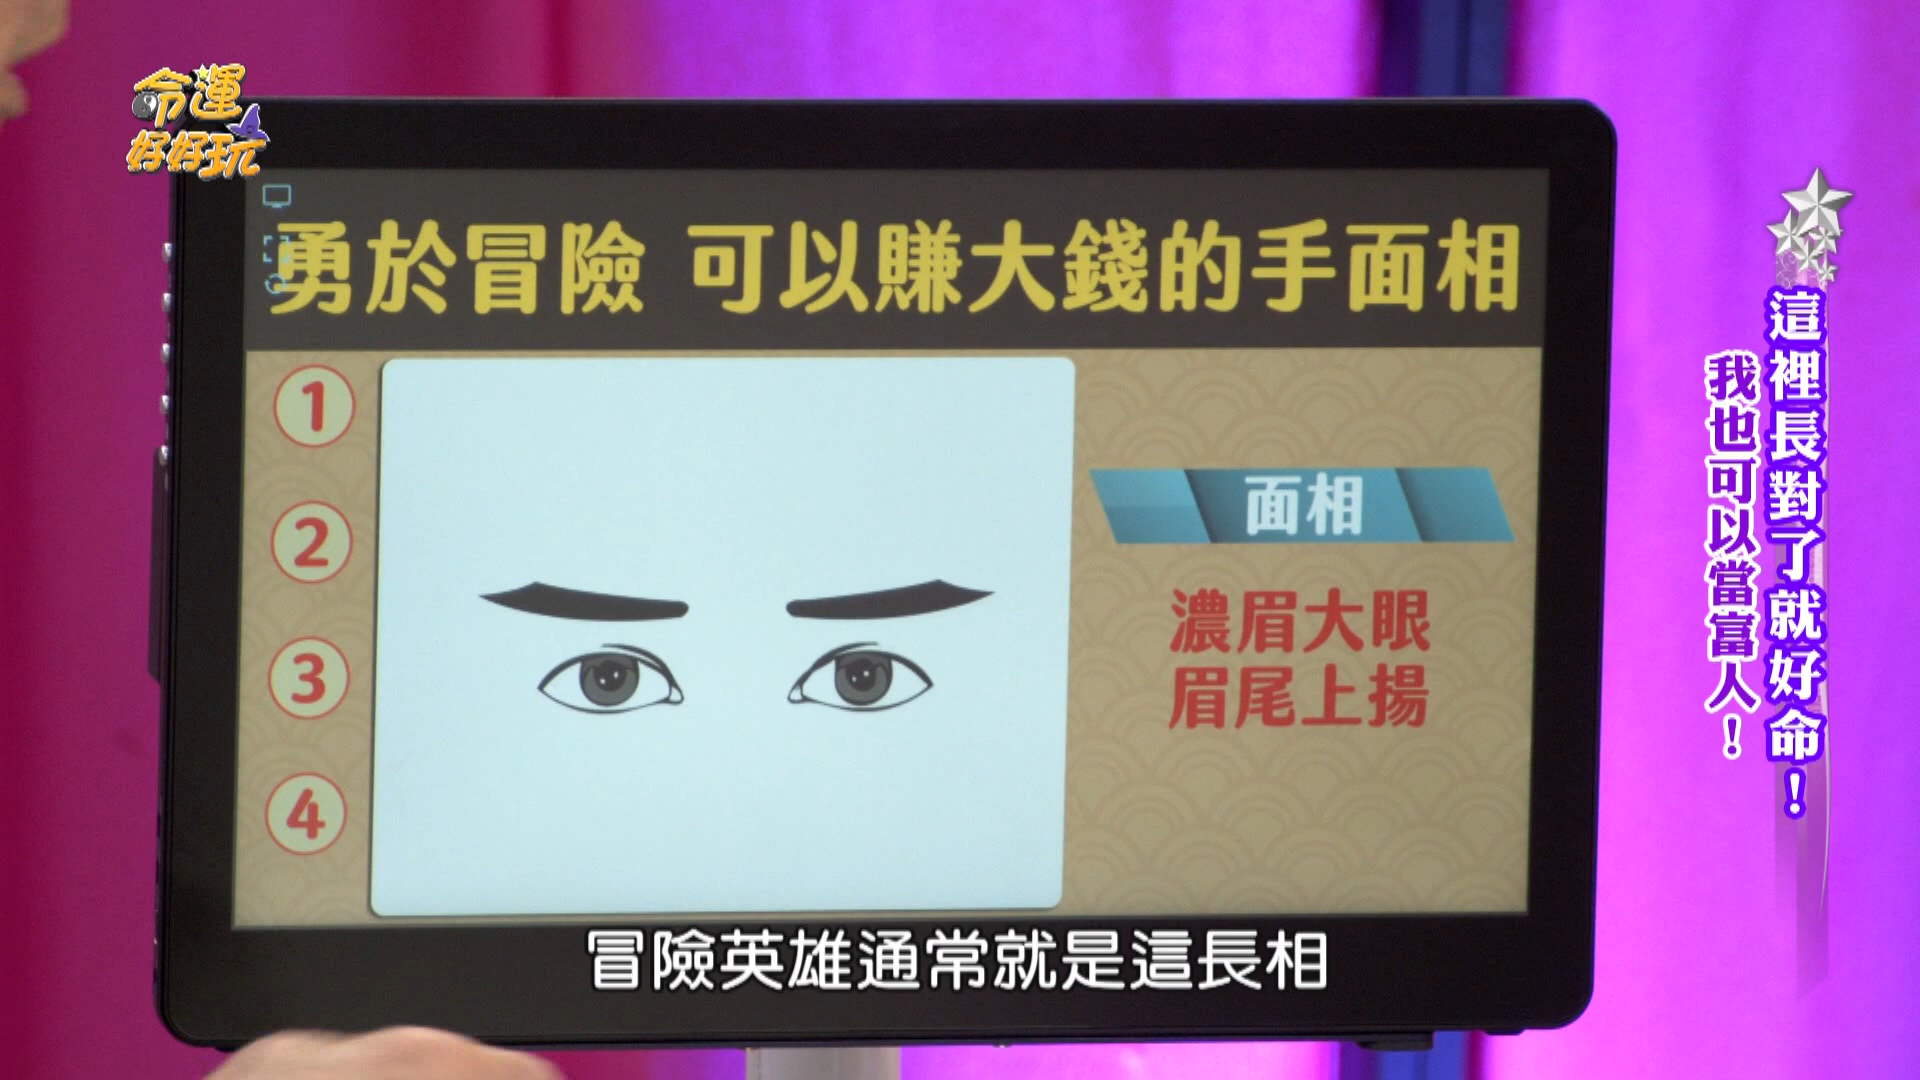 命運
好好玩
勇於冒險 可以賺大錢的手面相
1
2
3
4
面相
濃眉大眼
眉尾上揚
這裡長對了就好命！
我也可以當富人！
冒險英雄通常就是這長相